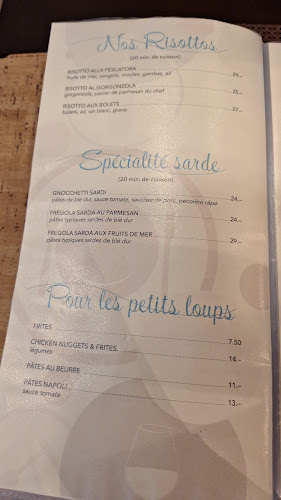 Nos Risottos
(20 min. de cuisson)
RISOTTO ALLA PESCATORA
fruits de mer, vongole, moules, gambas, ail 29.–
RISOTTO AL GORGONZOLA
gorgonzola, panier de parmesan du chef 25.–
RISOTTO AUX BOLETS
bolets, ail, vin blanc, grana 27.–
Spécialité sarde
(20 min. de cuisson)
GNOCCHETTI SARDI 24.–
pâtes de blé dur, sauce tomate, saucisse de porc, pecorino râpé
FREGOLA SARDA AU PARMESAN 24.–
pâtes typiques sardes de blé dur
FREGOLA SARDA AUX FRUITS DE MER 29.–
pâtes typiques sardes de blé dur
Pour les petits loups
FRITES 7.50
CHICKEN NUGGETS & FRITES, 14.–
légumes
PÂTES AU BEURRE 11.–
PÂTES NAPOLI 13.–
sauce tomate